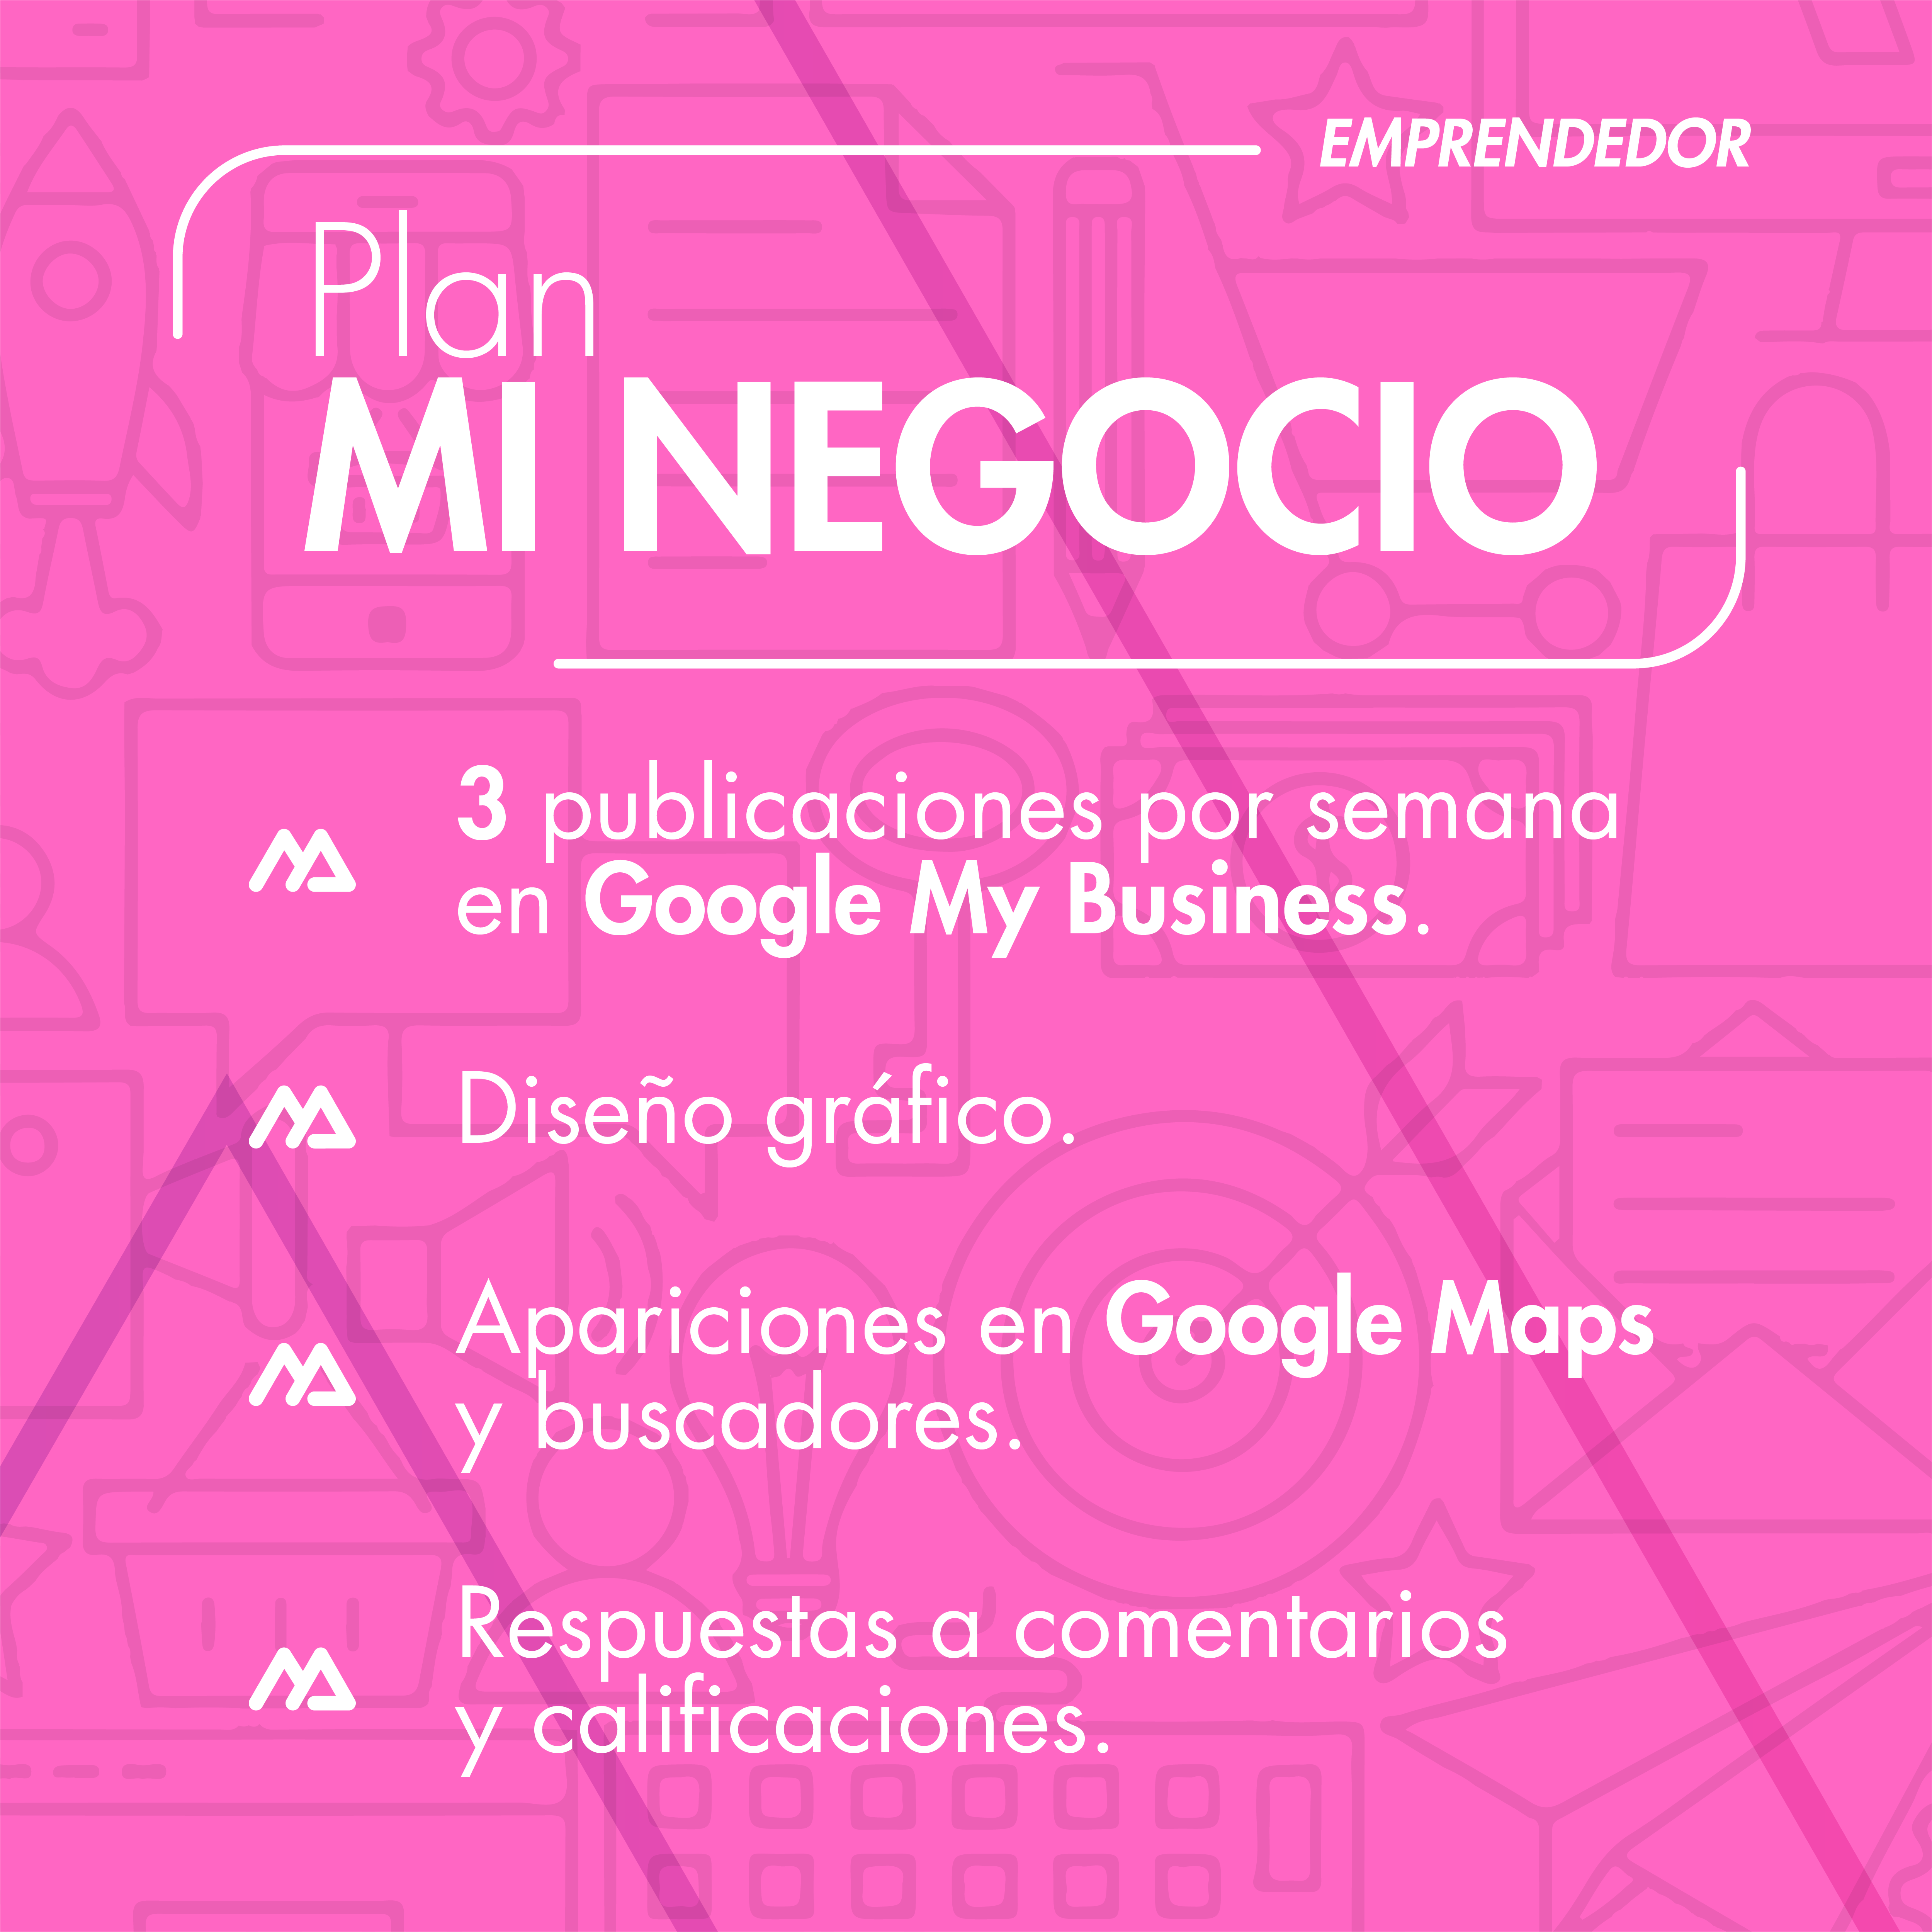 EMPRENDEDOR
Plan
MI NEGOCIO
3 publicaciones por semana
en Google My Business.
Diseño gráfico.
Apariciones en Google Maps
y buscadores.
Respuestas a comentarios
y calificaciones.